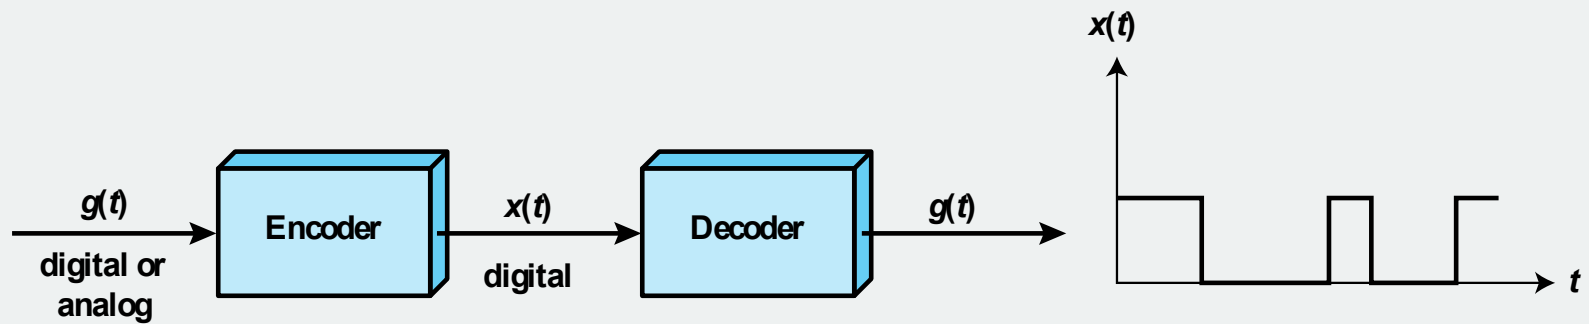 g(t)
digital or
analog
Encoder
x(t)
digital
Decoder
g(t)
x(t)
t